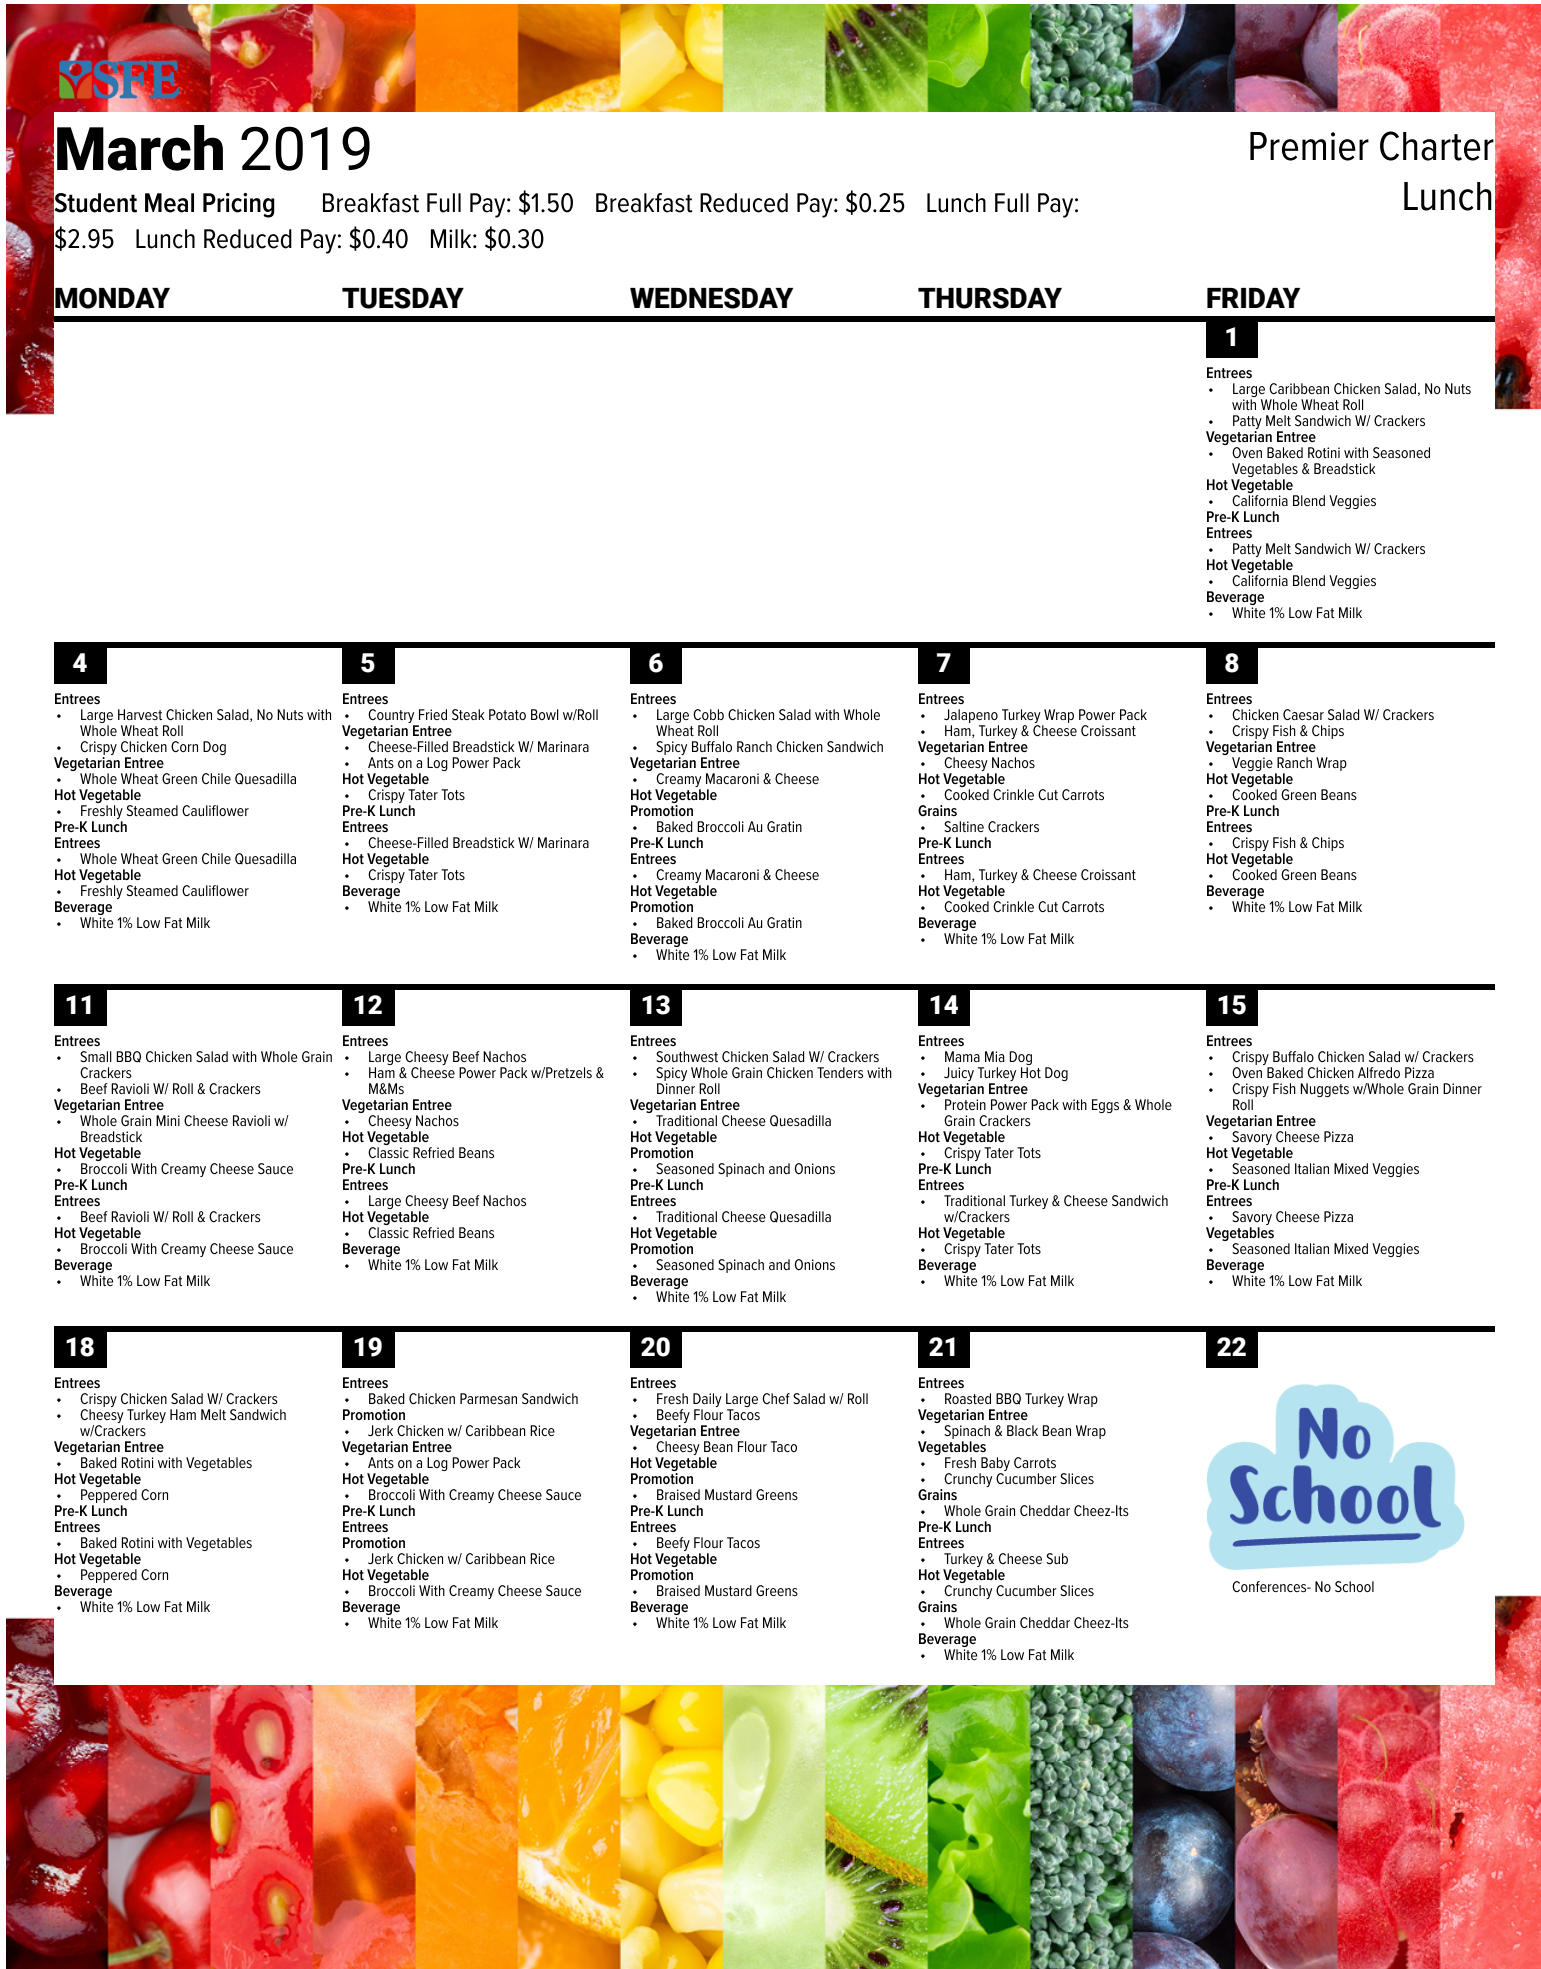 SFE
March 2019
Premier Charter
Lunch
Student Meal Pricing Breakfast Full Pay: $1.50 Breakfast Reduced Pay: $0.25 Lunch Full Pay:
$2.95 Lunch Reduced Pay: $0.40 Milk: $0.30
MONDAY TUESDAY WEDNESDAY THURSDAY FRIDAY
1
Entrees
• Large Caribbean Chicken Salad, No Nuts
with Whole Wheat Roll
• Patty Melt Sandwich W/ Crackers
Vegetarian Entree
• Oven Baked Rotini with Seasoned
Vegetables & Breadstick
Hot Vegetable
• California Blend Veggies
Pre-K Lunch
Entrees
• Patty Melt Sandwich W/ Crackers
Hot Vegetable
• California Blend Veggies
Beverage
• White 1% Low Fat Milk
4
Entrees
• Large Harvest Chicken Salad, No Nuts with
Whole Wheat Roll
• Crispy Chicken Corn Dog
Vegetarian Entree
• Whole Wheat Green Chile Quesadilla
Hot Vegetable
• Freshly Steamed Cauliflower
Pre-K Lunch
Entrees
• Whole Wheat Green Chile Quesadilla
Hot Vegetable
• Freshly Steamed Cauliflower
Beverage
• White 1% Low Fat Milk
5
Entrees
• Country Fried Steak Potato Bowl w/Roll
Vegetarian Entree
• Cheese-Filled Breadstick W/ Marinara
• Ants on a Log Power Pack
Hot Vegetable
• Crispy Tater Tots
Pre-K Lunch
Entrees
• Cheese-Filled Breadstick W/ Marinara
Hot Vegetable
• Crispy Tater Tots
Beverage
• White 1% Low Fat Milk
6
Entrees
• Large Cobb Chicken Salad with Whole
Wheat Roll
• Spicy Buffalo Ranch Chicken Sandwich
Vegetarian Entree
• Creamy Macaroni & Cheese
Hot Vegetable
Promotion
• Baked Broccoli Au Gratin
Pre-K Lunch
Entrees
• Creamy Macaroni & Cheese
Hot Vegetable
Promotion
• Baked Broccoli Au Gratin
Beverage
• White 1% Low Fat Milk
7
Entrees
• Jalapeno Turkey Wrap Power Pack
• Ham, Turkey & Cheese Croissant
Vegetarian Entree
• Cheesy Nachos
Hot Vegetable
• Cooked Crinkle Cut Carrots
Grains
• Saltine Crackers
Pre-K Lunch
Entrees
• Ham, Turkey & Cheese Croissant
Hot Vegetable
• Cooked Crinkle Cut Carrots
Beverage
• White 1% Low Fat Milk
8
Entrees
• Chicken Caesar Salad W/ Crackers
• Crispy Fish & Chips
Vegetarian Entree
• Veggie Ranch Wrap
Hot Vegetable
• Cooked Green Beans
Pre-K Lunch
Entrees
• Crispy Fish & Chips
Hot Vegetable
• Cooked Green Beans
Beverage
• White 1% Low Fat Milk
11
Entrees
• Small BBQ Chicken Salad with Whole Grain
Crackers
• Beef Ravioli W/ Roll & Crackers
Vegetarian Entree
• Whole Grain Mini Cheese Ravioli w/
Breadstick
Hot Vegetable
• Broccoli With Creamy Cheese Sauce
Pre-K Lunch
Entrees
• Beef Ravioli W/ Roll & Crackers
Hot Vegetable
• Broccoli With Creamy Cheese Sauce
Beverage
• White 1% Low Fat Milk
12
Entrees
• Large Cheesy Beef Nachos
• Ham & Cheese Power Pack w/Pretzels &
M&Ms
Vegetarian Entree
• Cheesy Nachos
Hot Vegetable
• Classic Refried Beans
Pre-K Lunch
Entrees
• Large Cheesy Beef Nachos
Hot Vegetable
• Classic Refried Beans
Beverage
• White 1% Low Fat Milk
13
Entrees
• Southwest Chicken Salad W/ Crackers
• Spicy Whole Grain Chicken Tenders with
Dinner Roll
Vegetarian Entree
• Traditional Cheese Quesadilla
Hot Vegetable
Promotion
• Seasoned Spinach and Onions
Pre-K Lunch
Entrees
• Traditional Cheese Quesadilla
Hot Vegetable
Promotion
• Seasoned Spinach and Onions
Beverage
• White 1% Low Fat Milk
14
Entrees
• Mama Mia Dog
• Juicy Turkey Hot Dog
Vegetarian Entree
• Protein Power Pack with Eggs & Whole
Grain Crackers
Hot Vegetable
• Crispy Tater Tots
Pre-K Lunch
Entrees
• Traditional Turkey & Cheese Sandwich
w/Crackers
Hot Vegetable
• Crispy Tater Tots
Beverage
• White 1% Low Fat Milk
15
Entrees
• Crispy Buffalo Chicken Salad w/ Crackers
• Oven Baked Chicken Alfredo Pizza
• Crispy Fish Nuggets w/Whole Grain Dinner
Roll
Vegetarian Entree
• Savory Cheese Pizza
Hot Vegetable
• Seasoned Italian Mixed Veggies
Pre-K Lunch
Entrees
• Savory Cheese Pizza
Vegetables
• Seasoned Italian Mixed Veggies
Beverage
• White 1% Low Fat Milk
18
Entrees
• Crispy Chicken Salad W/ Crackers
• Cheesy Turkey Ham Melt Sandwich
w/Crackers
Vegetarian Entree
• Baked Rotini with Vegetables
Hot Vegetable
• Peppered Corn
Pre-K Lunch
Entrees
• Baked Rotini with Vegetables
Hot Vegetable
• Peppered Corn
Beverage
• White 1% Low Fat Milk
19
Entrees
• Baked Chicken Parmesan Sandwich
Promotion
• Jerk Chicken w/ Caribbean Rice
Vegetarian Entree
• Ants on a Log Power Pack
Hot Vegetable
• Broccoli With Creamy Cheese Sauce
Pre-K Lunch
Entrees
Promotion
• Jerk Chicken w/ Caribbean Rice
Hot Vegetable
• Broccoli With Creamy Cheese Sauce
Beverage
• White 1% Low Fat Milk
20
Entrees
• Fresh Daily Large Chef Salad w/ Roll
• Beefy Flour Tacos
Vegetarian Entree
• Cheesy Bean Flour Taco
Hot Vegetable
Promotion
• Braised Mustard Greens
Pre-K Lunch
Entrees
• Beefy Flour Tacos
Hot Vegetable
Promotion
• Braised Mustard Greens
Beverage
• White 1% Low Fat Milk
21
Entrees
• Roasted BBQ Turkey Wrap
Vegetarian Entree
• Spinach & Black Bean Wrap
Vegetables
• Fresh Baby Carrots
• Crunchy Cucumber Slices
Grains
• Whole Grain Cheddar Cheez-Its
Pre-K Lunch
Entrees
• Turkey & Cheese Sub
Hot Vegetable
• Crunchy Cucumber Slices
Grains
• Whole Grain Cheddar Cheez-Its
Beverage
• White 1% Low Fat Milk
22
No
School
Conferences- No School